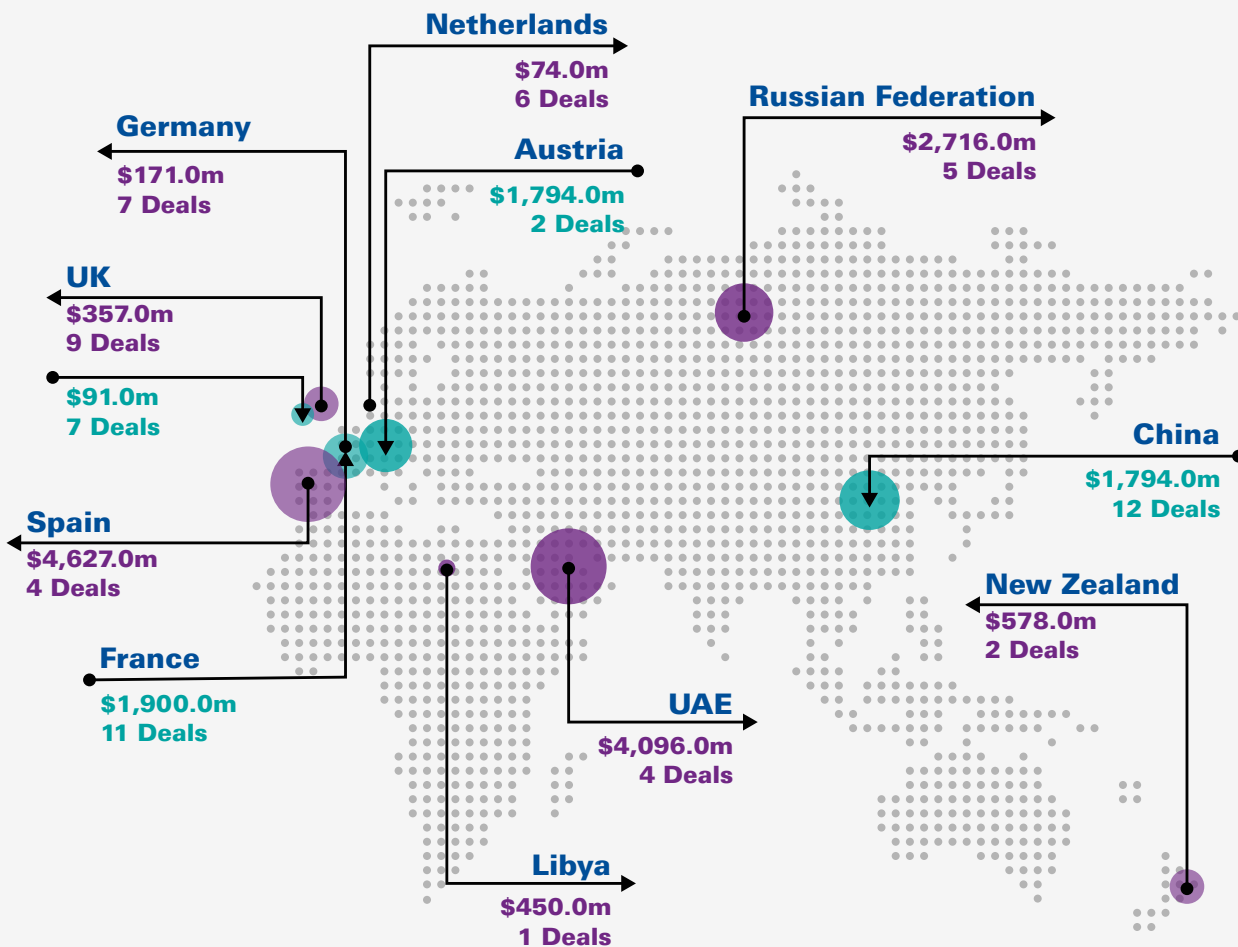 Netherlands
$74.0m
6 Deals
Russian Federation
$2,716.0m
5 Deals
Germany
$171.0m
7 Deals
Austria
$1,794.0m
2 Deals
UK
$357.0m
9 Deals
$91.0m
7 Deals
China
$1,794.0m
12 Deals
Spain
$4,627.0m
4 Deals
New Zealand
$578.0m
2 Deals
France
$1,900.0m
11 Deals
UAE
$4,096.0m
4 Deals
Libya
$450.0m
1 Deals